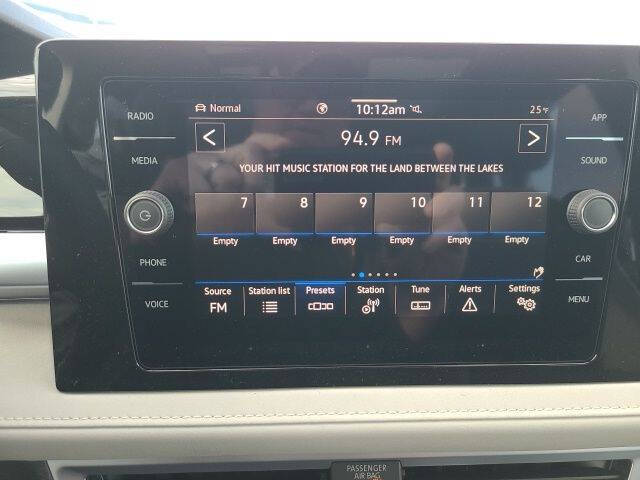 RADIO
MEDIA
PHONE
VOICE
Normal
10:12am
25°F
< 94.9 FM >
YOUR HIT MUSIC STATION FOR THE LAND BETWEEN THE LAKES
7 8 9 10 11 12
Empty Empty Empty Empty Empty Empty
Source Station list Presets Station Tune Alerts Settings
FM
APP
SOUND
CAR
MENU
PASSENGER
AIR BAG